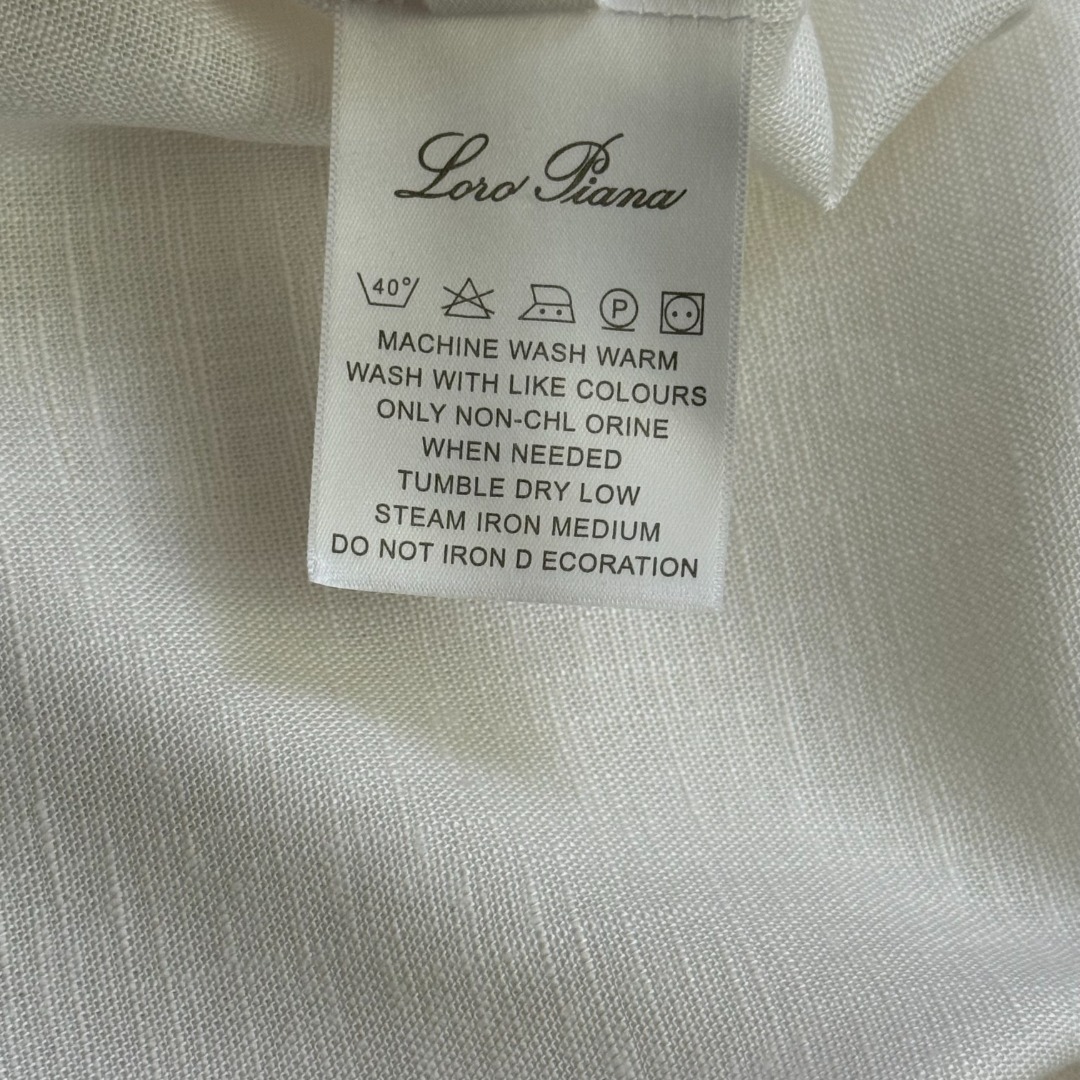 Loro Piana
40° P
MACHINE WASH WARM
WASH WITH LIKE COLOURS
ONLY NON-CHL ORINE
WHEN NEEDED
TUMBLE DRY LOW
STEAM IRON MEDIUM
DO NOT IRON D ECORATION